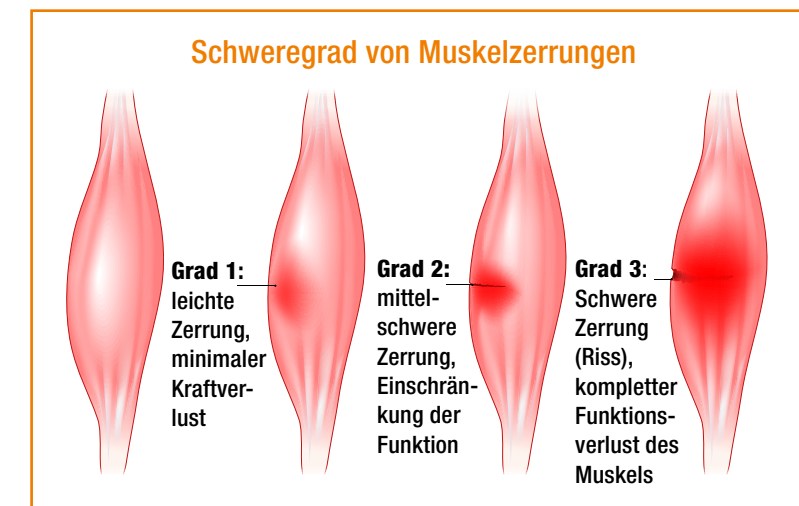 Schweregrad von Muskelzerrungen
Grad 1:
leichte
Zerrung,
minimaler
Kraftver-
lust
Grad 2:
mittel-
schwere
Zerrung,
Einschrän-
kung der
Funktion
Grad 3:
Schwere
Zerrung
(Riss),
kompletter
Funktions-
verlust des
Muskels